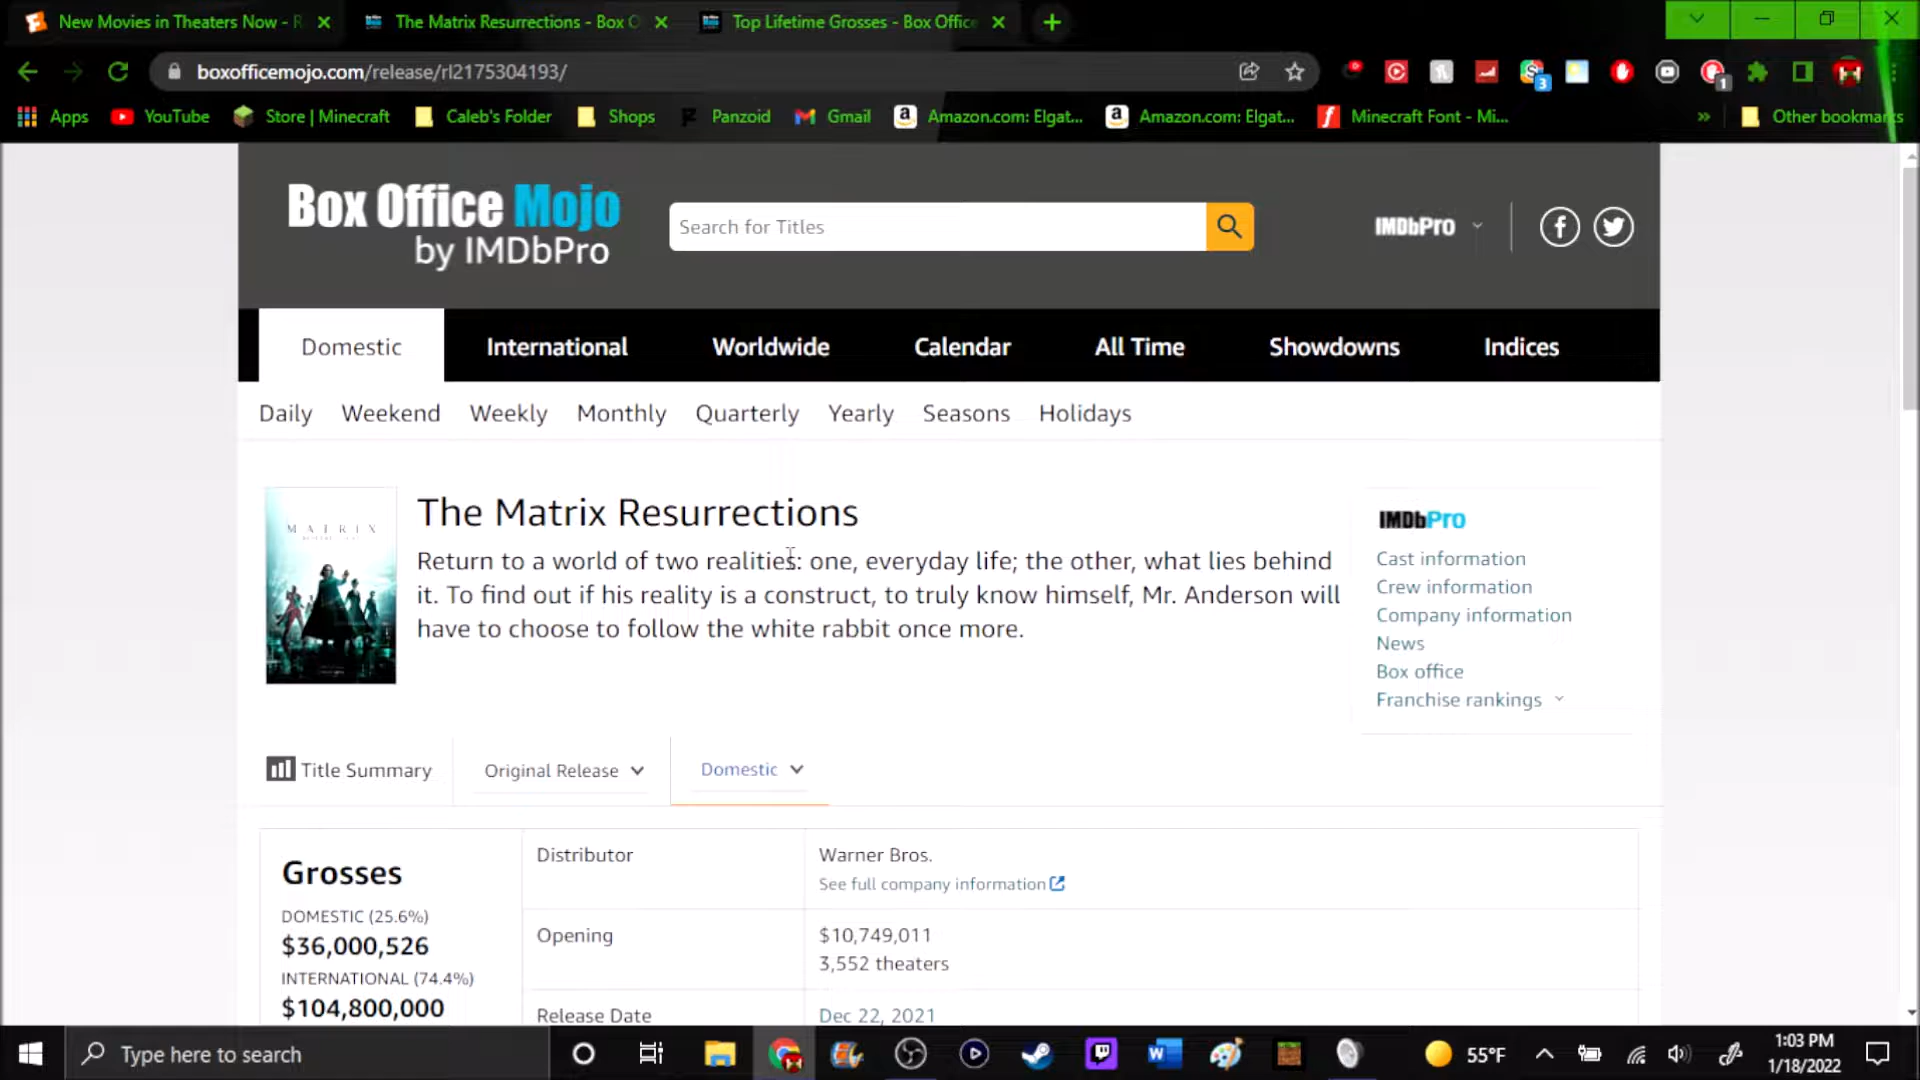 New Movies in Theaters Now - R
The Matrix Resurrections - Box O
Top Lifetime Grosses - Box Office
boxofficemojo.com/release/rl2175304193/
3
1
Apps
YouTube
Store | Minecraft
Caleb's Folder
Shops
Panzoid
Gmail
Amazon.com: Elgat...
Amazon.com: Elgat...
Minecraft Font - Mi...
»
Other bookmarks
Box Office Mojo
by IMDbPro
Search for Titles
IMDbPro
Domestic
International
Worldwide
Calendar
All Time
Showdowns
Indices
Daily
Weekend
Weekly
Monthly
Quarterly
Yearly
Seasons
Holidays
MATRIX
The Matrix Resurrections
Return to a world of two realities: one, everyday life; the other, what lies behind
it. To find out if his reality is a construct, to truly know himself, Mr. Anderson will
have to choose to follow the white rabbit once more.
IMDbPro
Cast information
Crew information
Company information
News
Box office
Franchise rankings
Title Summary
Original Release
Domestic
Grosses
DOMESTIC (25.6%)
$36,000,526
INTERNATIONAL (74.4%)
$104,800,000
Distributor
Warner Bros.
See full company information
Opening
$10,749,011
3,552 theaters
Release Date
Dec 22, 2021
Type here to search
55°F
1:03 PM
1/18/2022